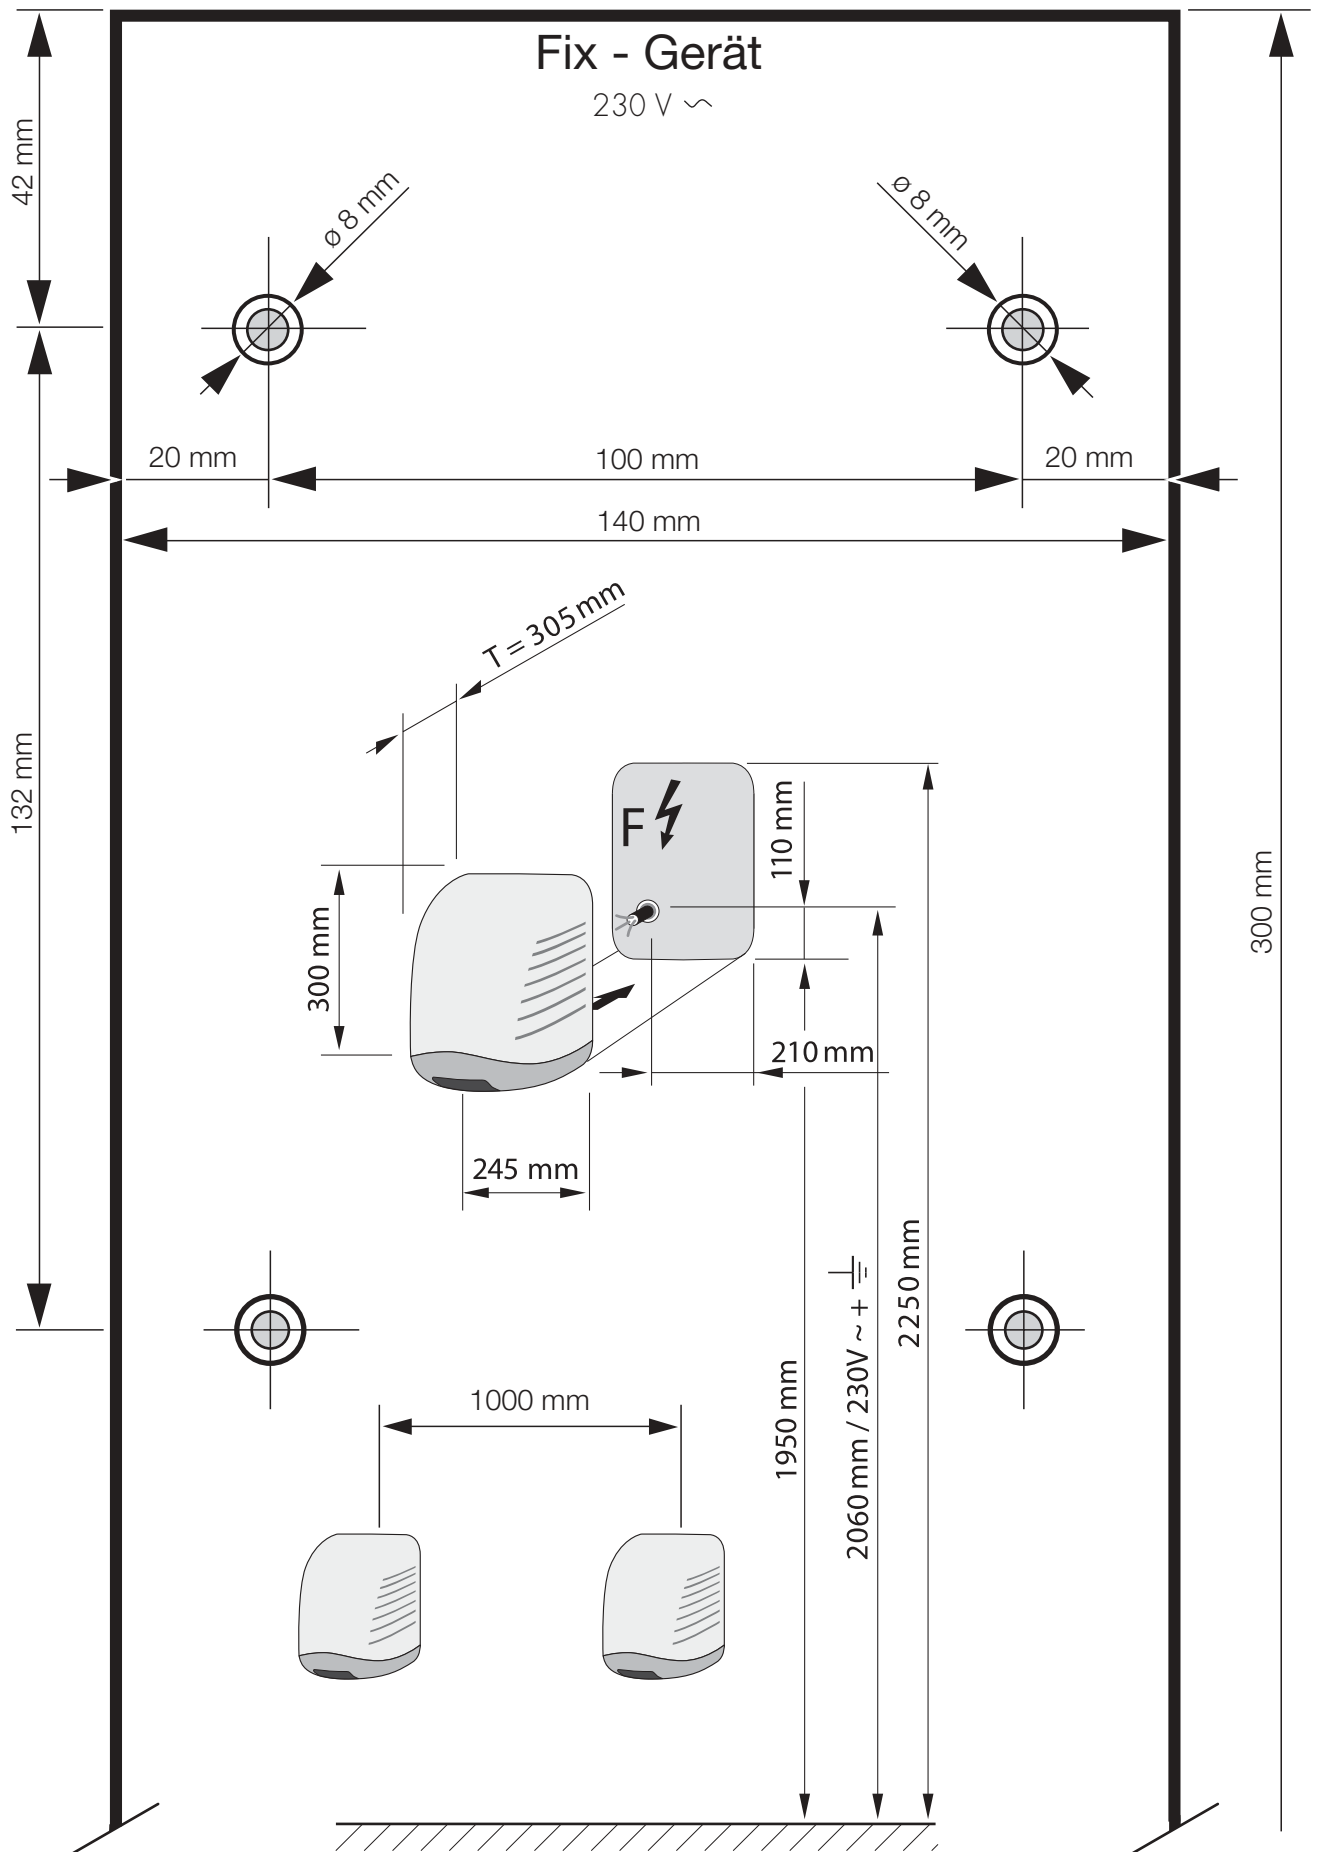 Fix - Gerät
230 V ~
42 mm
ø 8 mm
ø 8 mm
20 mm
100 mm
20 mm
140 mm
T = 305 mm
132 mm
F
110 mm
300 mm
300 mm
210 mm
245 mm
2250 mm
2060 mm / 230V ~ + ⏚
1950 mm
1000 mm